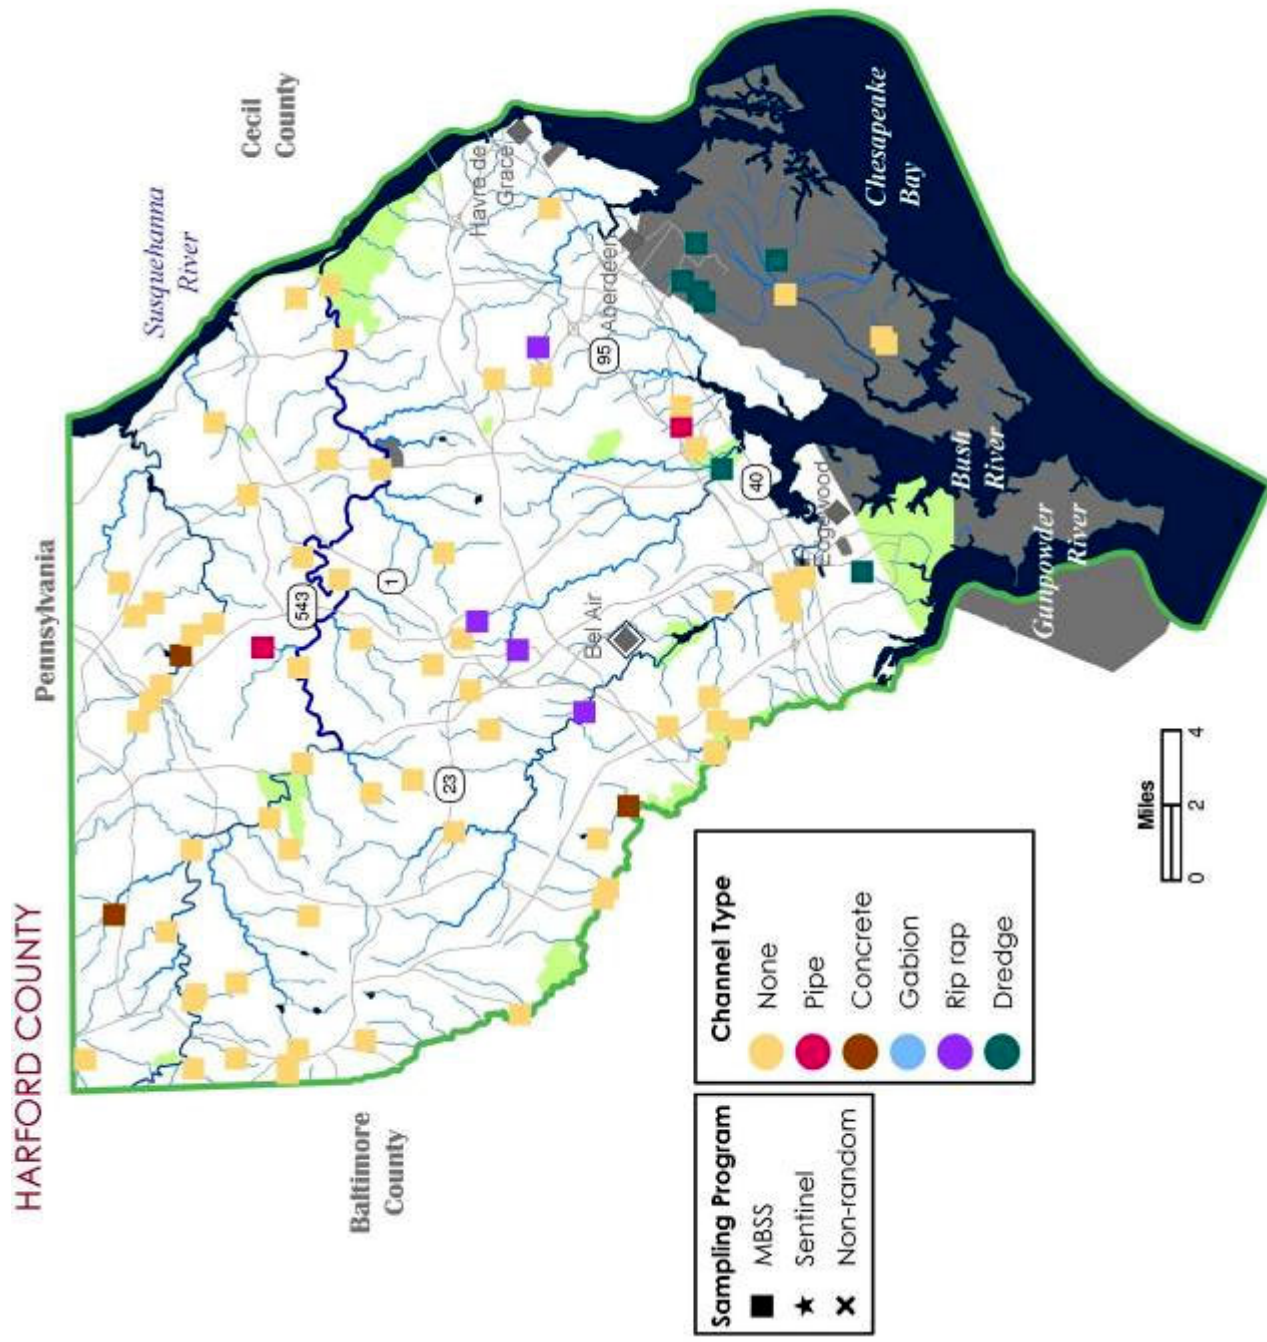 HARFORD COUNTY
Pennsylvania
Susquehanna
River
Cecil
County
Baltimore
County
543
1
23
Havre de
Grace
95
Aberdeen
Bel Air
40
Edgewood
Chesapeake
Bay
Bush
River
Gunpowder
River
Sampling Program
MBSS
Sentinel
Non-random
Channel Type
None
Pipe
Concrete
Gabion
Rip rap
Dredge
Miles
0 2 4